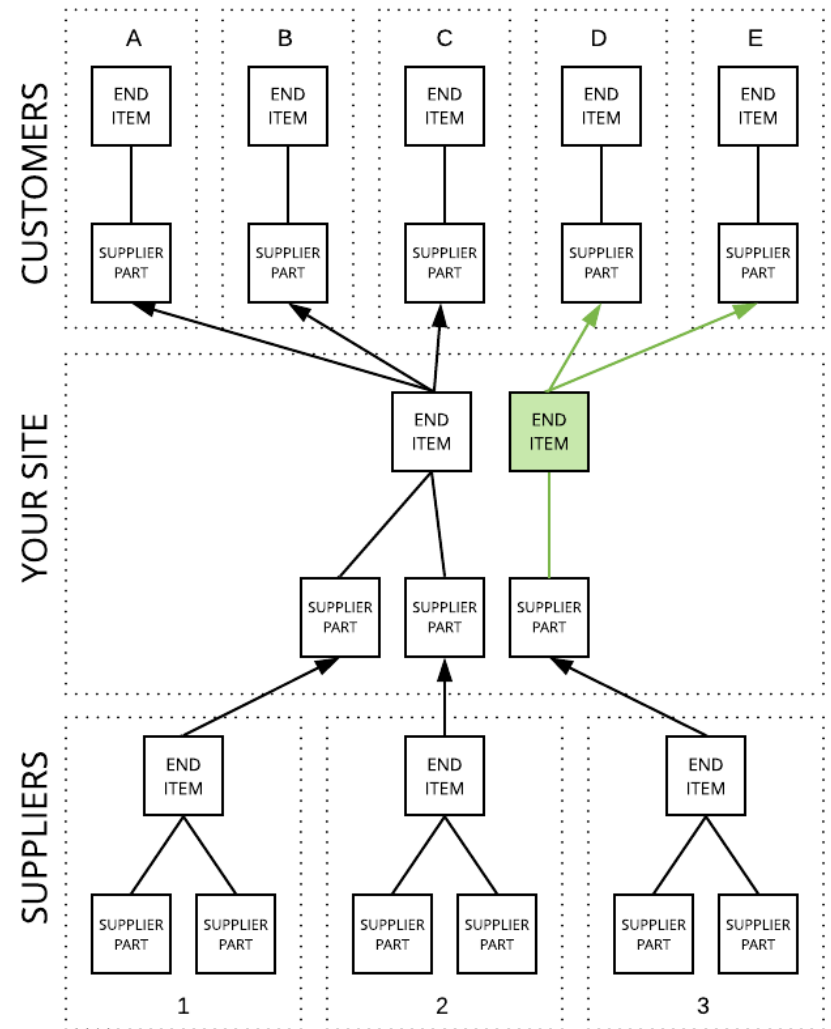 A
B
C
D
E
CUSTOMERS
END
ITEM
END
ITEM
END
ITEM
END
ITEM
END
ITEM
SUPPLIER
PART
SUPPLIER
PART
SUPPLIER
PART
SUPPLIER
PART
SUPPLIER
PART
YOUR SITE
END
ITEM
END
ITEM
SUPPLIER
PART
SUPPLIER
PART
SUPPLIER
PART
SUPPLIERS
END
ITEM
END
ITEM
END
ITEM
SUPPLIER
PART
SUPPLIER
PART
SUPPLIER
PART
SUPPLIER
PART
SUPPLIER
PART
SUPPLIER
PART
1
2
3